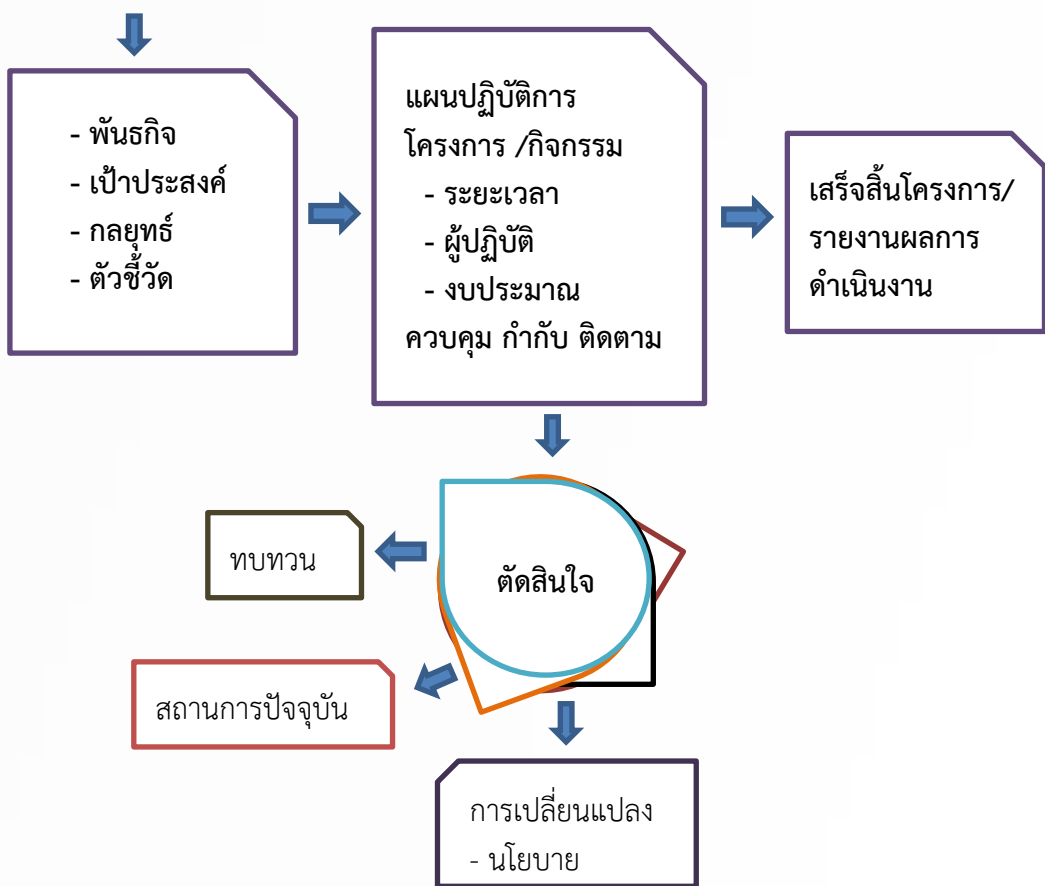 - พันธกิจ
- เป้าประสงค์
- กลยุทธ์
- ตัวชี้วัด
แผนปฏิบัติการ
โครงการ /กิจกรรม
- ระยะเวลา
- ผู้ปฏิบัติ
- งบประมาณ
ควบคุม กำกับ ติดตาม
เสร็จสิ้นโครงการ/
รายงานผลการ
ดำเนินงาน
ตัดสินใจ
ทบทวน
สถานการปัจจุบัน
การเปลี่ยนแปลง
- นโยบาย